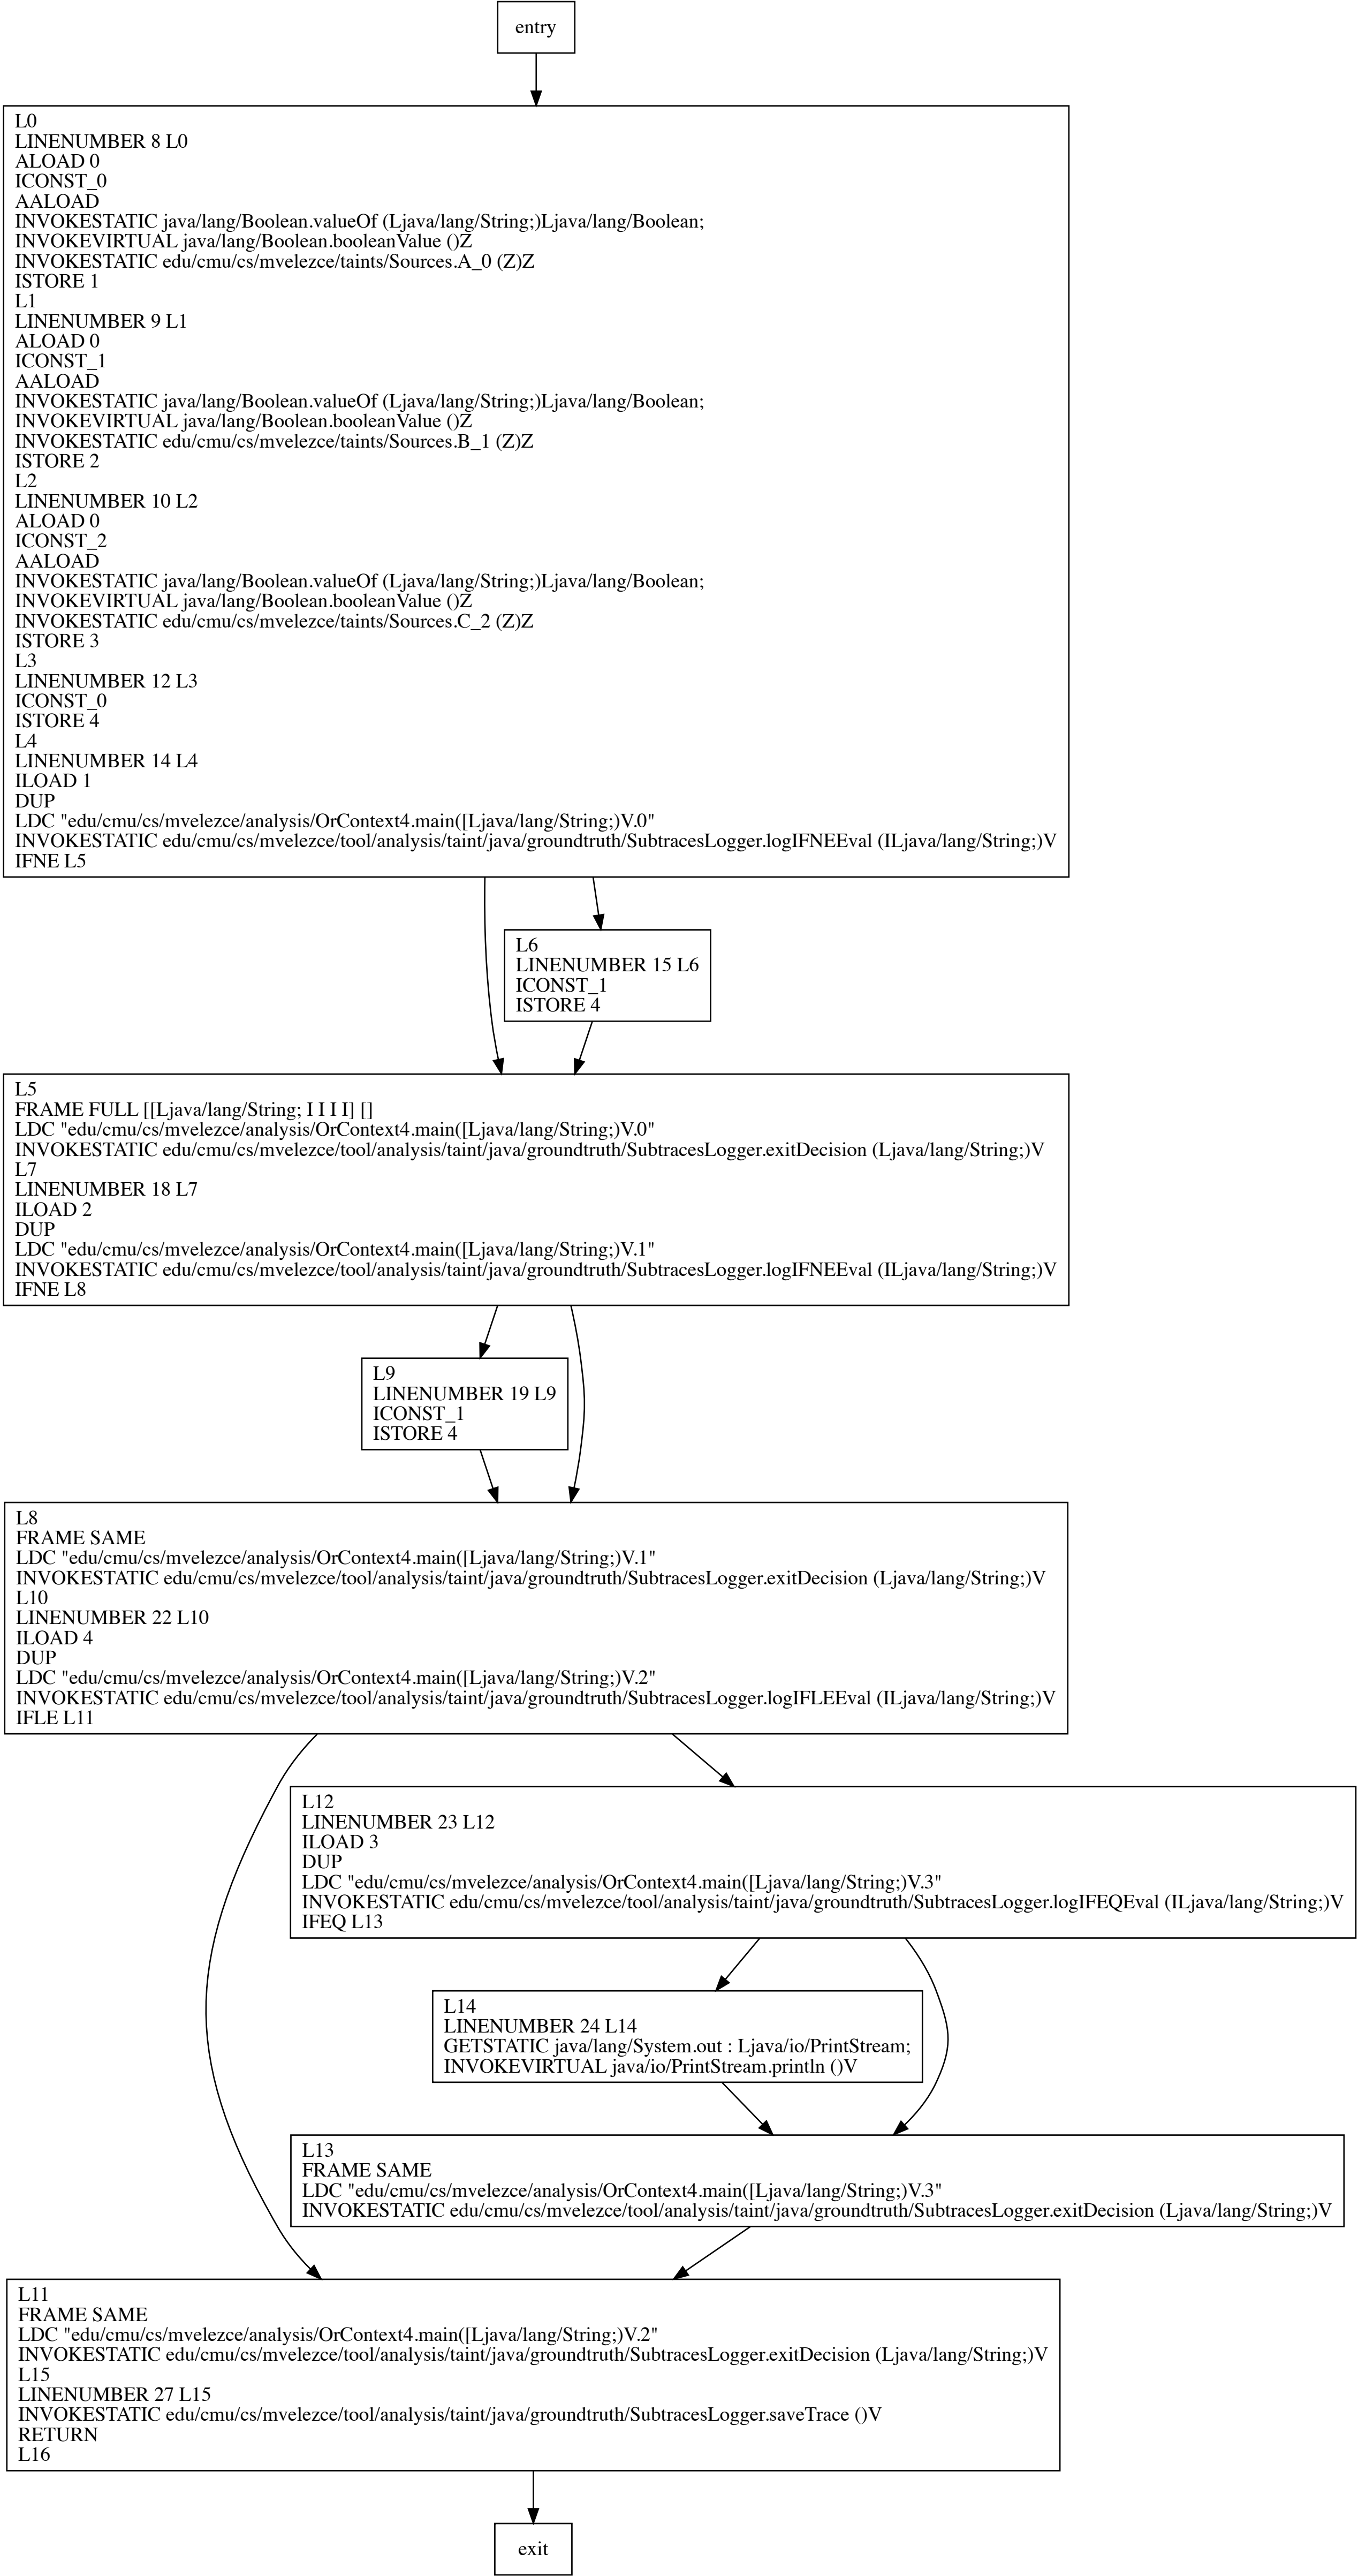 entry
L0
LINENUMBER 8 L0
ALOAD 0
ICONST_0
AALOAD
INVOKESTATIC java/lang/Boolean.valueOf (Ljava/lang/String;)Ljava/lang/Boolean;
INVOKEVIRTUAL java/lang/Boolean.booleanValue ()Z
INVOKESTATIC edu/cmu/cs/mvelezce/taints/Sources.A_0 (Z)Z
ISTORE 1
L1
LINENUMBER 9 L1
ALOAD 0
ICONST_1
AALOAD
INVOKESTATIC java/lang/Boolean.valueOf (Ljava/lang/String;)Ljava/lang/Boolean;
INVOKEVIRTUAL java/lang/Boolean.booleanValue ()Z
INVOKESTATIC edu/cmu/cs/mvelezce/taints/Sources.B_1 (Z)Z
ISTORE 2
L2
LINENUMBER 10 L2
ALOAD 0
ICONST_2
AALOAD
INVOKESTATIC java/lang/Boolean.valueOf (Ljava/lang/String;)Ljava/lang/Boolean;
INVOKEVIRTUAL java/lang/Boolean.booleanValue ()Z
INVOKESTATIC edu/cmu/cs/mvelezce/taints/Sources.C_2 (Z)Z
ISTORE 3
L3
LINENUMBER 12 L3
ICONST_0
ISTORE 4
L4
LINENUMBER 14 L4
ILOAD 1
DUP
LDC "edu/cmu/cs/mvelezce/analysis/OrContext4.main([Ljava/lang/String;)V.0"
INVOKESTATIC edu/cmu/cs/mvelezce/tool/analysis/taint/java/groundtruth/SubtracesLogger.logIFNEEval (ILjava/lang/String;)V
IFNE L5
L6
LINENUMBER 15 L6
ICONST_1
ISTORE 4
L5
FRAME FULL [[Ljava/lang/String; I I I I] []
LDC "edu/cmu/cs/mvelezce/analysis/OrContext4.main([Ljava/lang/String;)V.0"
INVOKESTATIC edu/cmu/cs/mvelezce/tool/analysis/taint/java/groundtruth/SubtracesLogger.exitDecision (Ljava/lang/String;)V
L7
LINENUMBER 18 L7
ILOAD 2
DUP
LDC "edu/cmu/cs/mvelezce/analysis/OrContext4.main([Ljava/lang/String;)V.1"
INVOKESTATIC edu/cmu/cs/mvelezce/tool/analysis/taint/java/groundtruth/SubtracesLogger.logIFNEEval (ILjava/lang/String;)V
IFNE L8
L9
LINENUMBER 19 L9
ICONST_1
ISTORE 4
L8
FRAME SAME
LDC "edu/cmu/cs/mvelezce/analysis/OrContext4.main([Ljava/lang/String;)V.1"
INVOKESTATIC edu/cmu/cs/mvelezce/tool/analysis/taint/java/groundtruth/SubtracesLogger.exitDecision (Ljava/lang/String;)V
L10
LINENUMBER 22 L10
ILOAD 4
DUP
LDC "edu/cmu/cs/mvelezce/analysis/OrContext4.main([Ljava/lang/String;)V.2"
INVOKESTATIC edu/cmu/cs/mvelezce/tool/analysis/taint/java/groundtruth/SubtracesLogger.logIFLEEval (ILjava/lang/String;)V
IFLE L11
L12
LINENUMBER 23 L12
ILOAD 3
DUP
LDC "edu/cmu/cs/mvelezce/analysis/OrContext4.main([Ljava/lang/String;)V.3"
INVOKESTATIC edu/cmu/cs/mvelezce/tool/analysis/taint/java/groundtruth/SubtracesLogger.logIFEQEval (ILjava/lang/String;)V
IFEQ L13
L14
LINENUMBER 24 L14
GETSTATIC java/lang/System.out : Ljava/io/PrintStream;
INVOKEVIRTUAL java/io/PrintStream.println ()V
L13
FRAME SAME
LDC "edu/cmu/cs/mvelezce/analysis/OrContext4.main([Ljava/lang/String;)V.3"
INVOKESTATIC edu/cmu/cs/mvelezce/tool/analysis/taint/java/groundtruth/SubtracesLogger.exitDecision (Ljava/lang/String;)V
L11
FRAME SAME
LDC "edu/cmu/cs/mvelezce/analysis/OrContext4.main([Ljava/lang/String;)V.2"
INVOKESTATIC edu/cmu/cs/mvelezce/tool/analysis/taint/java/groundtruth/SubtracesLogger.exitDecision (Ljava/lang/String;)V
L15
LINENUMBER 27 L15
INVOKESTATIC edu/cmu/cs/mvelezce/tool/analysis/taint/java/groundtruth/SubtracesLogger.saveTrace ()V
RETURN
L16
exit